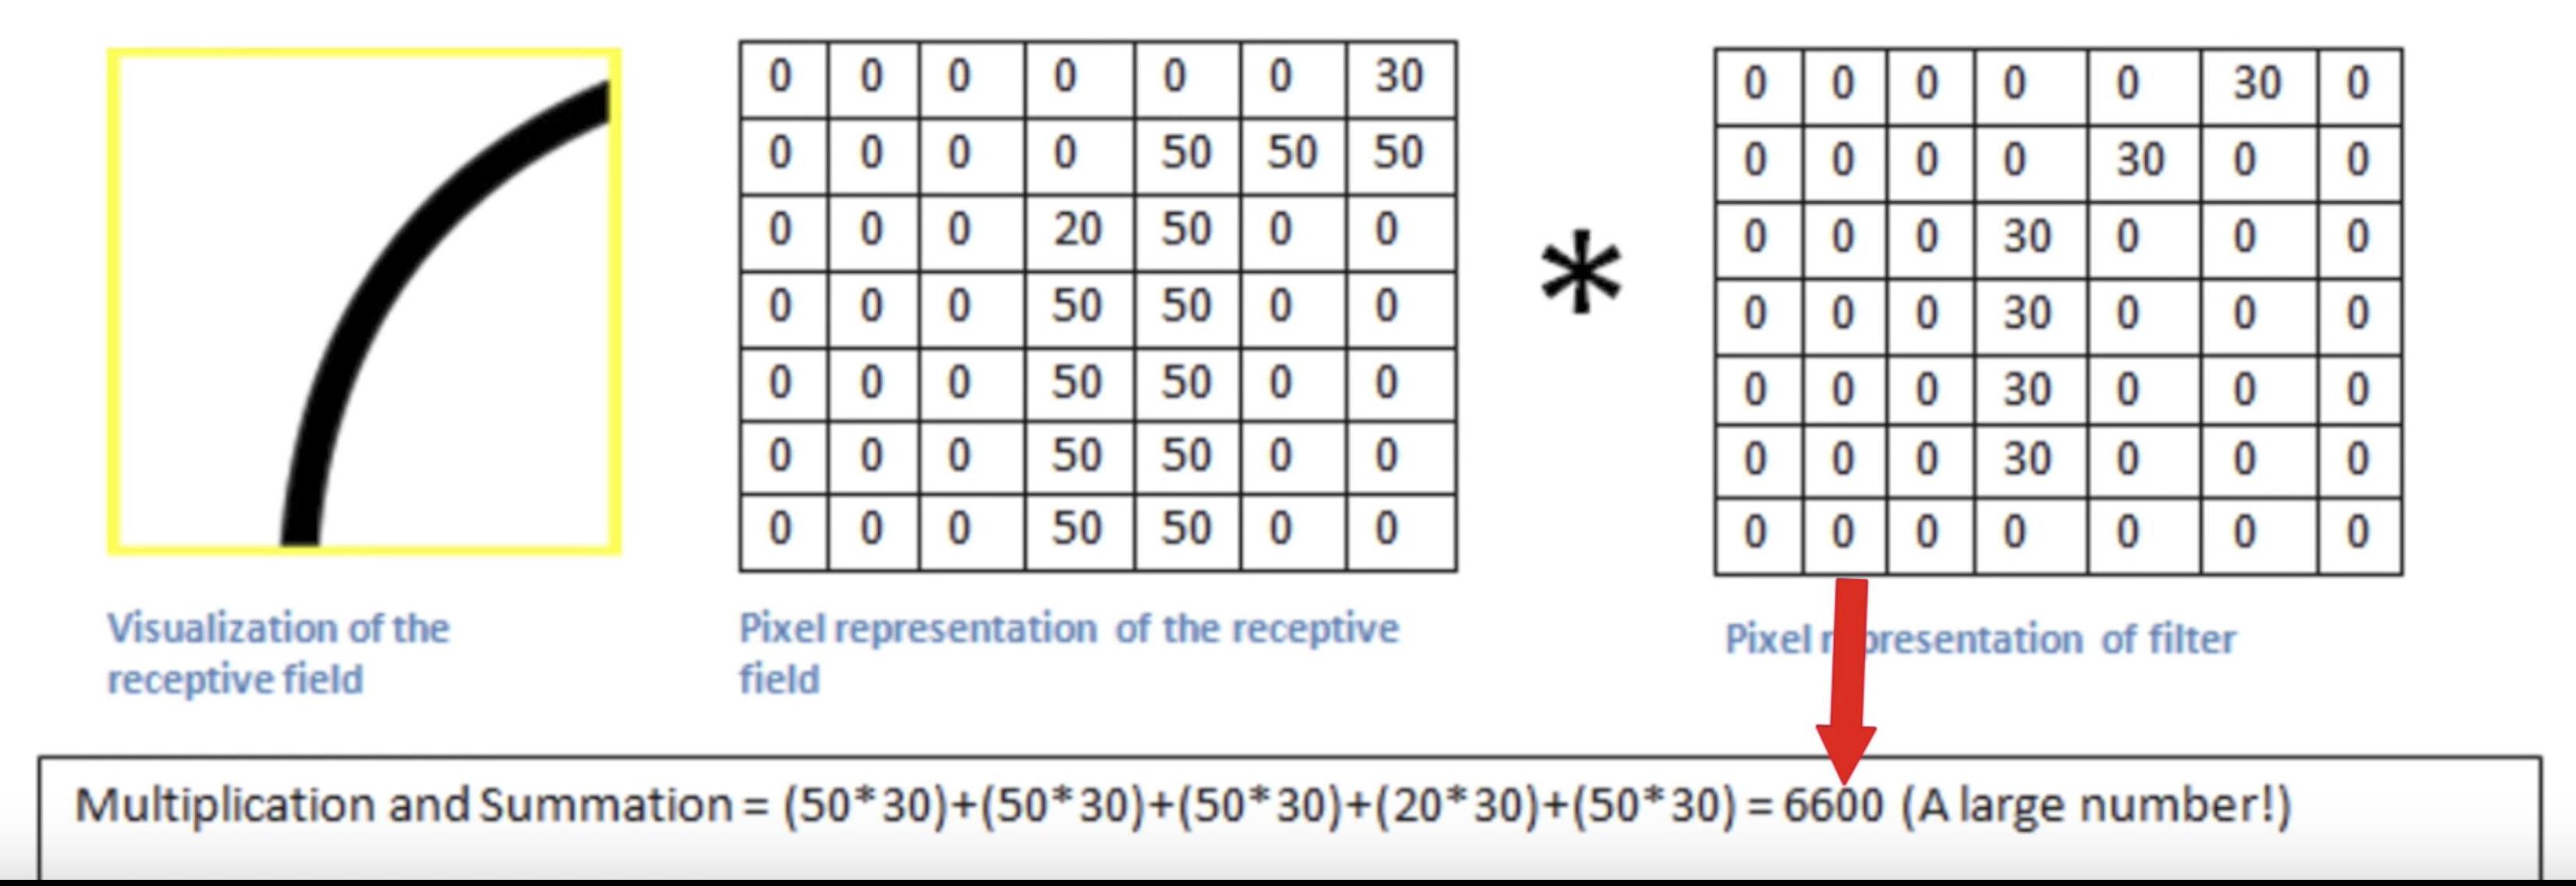 0 0 0 0 0 0 30
0 0 0 0 50 50 50
0 0 0 20 50 0 0
0 0 0 50 50 0 0
0 0 0 50 50 0 0
0 0 0 50 50 0 0
0 0 0 50 50 0 0
*
0 0 0 0 0 30 0
0 0 0 0 30 0 0
0 0 0 30 0 0 0
0 0 0 30 0 0 0
0 0 0 30 0 0 0
0 0 0 30 0 0 0
0 0 0 0 0 0 0
Visualization of the
receptive field
Pixel representation of the receptive
field
Pixel of filter
Multiplication and Summation = (50*30)+(50*30)+(50*30)+(20*30)+(50*30) = 6600 (A large number!)